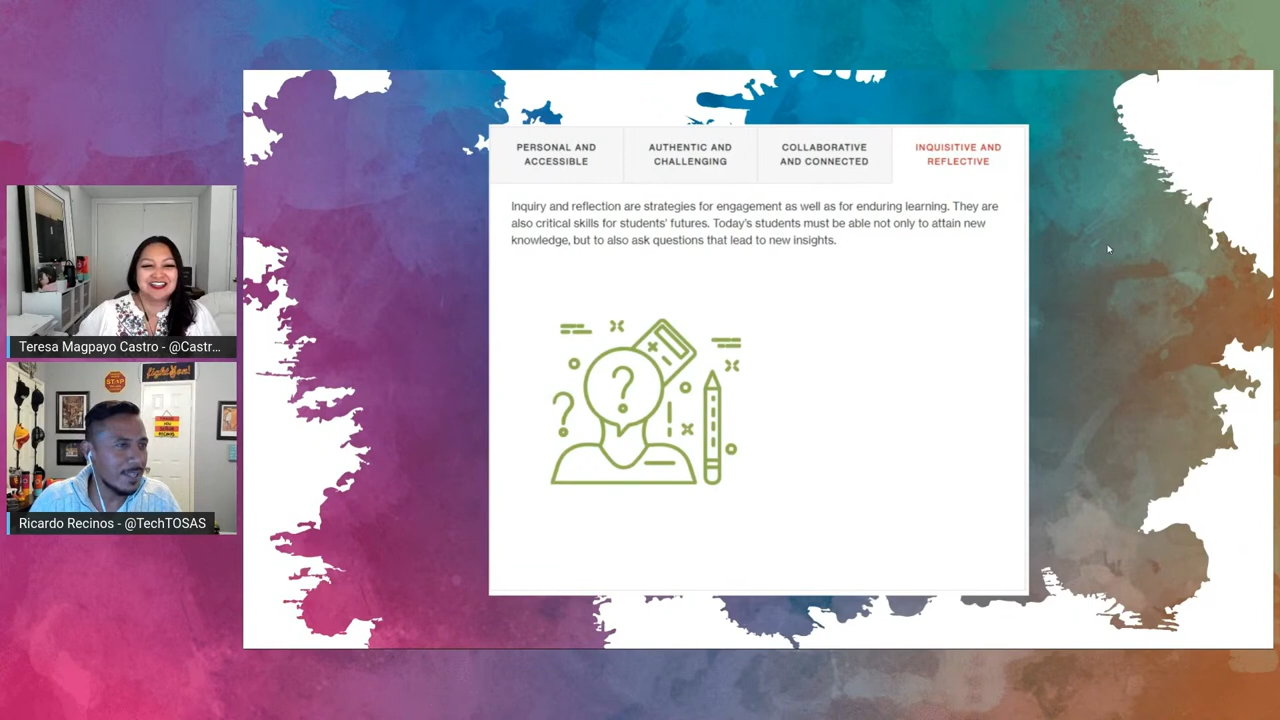 PERSONAL AND
ACCESSIBLE
AUTHENTIC AND
CHALLENGING
COLLABORATIVE
AND CONNECTED
INQUISITIVE AND
REFLECTIVE
Inquiry and reflection are strategies for engagement as well as for enduring learning. They are
also critical skills for students' futures. Today's students must be able not only to attain new
knowledge, but to also ask questions that lead to new insights.
Teresa Magpayo Castro - @Castr...
fight on!
STOP
Ricardo Recinos - @TechTOSAS